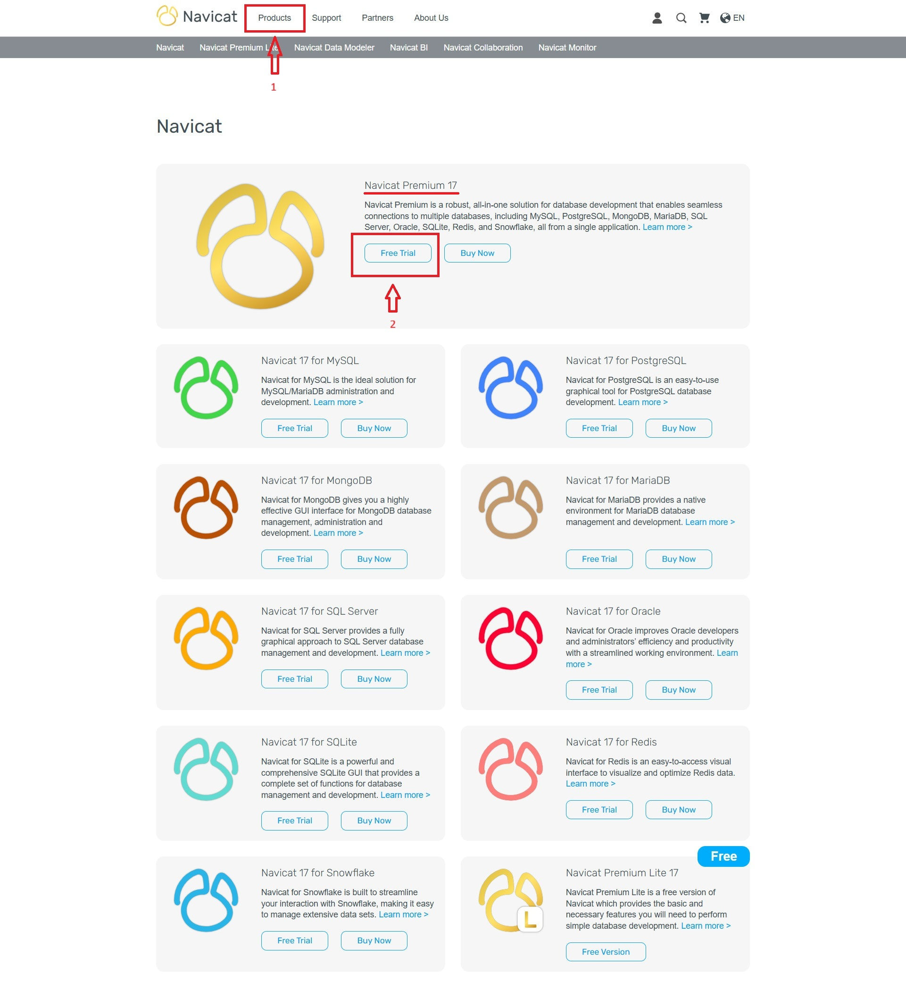 Navicat
Products
Support
Partners
About Us
EN
Navicat
Navicat Premium Lite
Navicat Data Modeler
Navicat BI
Navicat Collaboration
Navicat Monitor
1
Navicat
Navicat Premium 17
Navicat Premium is a robust, all-in-one solution for database development that enables seamless
connections to multiple databases, including MySQL, PostgreSQL, MongoDB, MariaDB, SQL
Server, Oracle, SQLite, Redis, and Snowflake, all from a single application. Learn more >
Free Trial
Buy Now
2
Navicat 17 for MySQL
Navicat for MySQL is the ideal solution for
MySQL/MariaDB administration and
development. Learn more >
Free Trial
Buy Now
Navicat 17 for PostgreSQL
Navicat for PostgreSQL is an easy-to-use
graphical tool for PostgreSQL database
development. Learn more >
Free Trial
Buy Now
Navicat 17 for MongoDB
Navicat for MongoDB gives you a highly
effective GUI interface for MongoDB database
management, administration and
development. Learn more >
Free Trial
Buy Now
Navicat 17 for MariaDB
Navicat for MariaDB provides a native
environment for MariaDB database
management and development. Learn more >
Free Trial
Buy Now
Navicat 17 for SQL Server
Navicat for SQL Server provides a fully
graphical approach to SQL Server database
management and development. Learn more >
Free Trial
Buy Now
Navicat 17 for Oracle
Navicat for Oracle improves Oracle developers
and administrators’ efficiency and productivity
with a streamlined working environment. Learn
more >
Free Trial
Buy Now
Navicat 17 for SQLite
Navicat for SQLite is a powerful and
comprehensive SQLite GUI that provides a
complete set of functions for database
management and development. Learn more >
Free Trial
Buy Now
Navicat 17 for Redis
Navicat for Redis is an easy-to-access visual
interface to visualize and optimize Redis data.
Learn more >
Free Trial
Buy Now
Navicat 17 for Snowflake
Navicat for Snowflake is built to streamline
your interaction with Snowflake, making it easy
to manage extensive data sets. Learn more >
Free Trial
Buy Now
Free
Navicat Premium Lite 17
Navicat Premium Lite is a free version of
Navicat which provides the basic and
necessary features you will need to perform
simple database development. Learn more >
L
Free Version